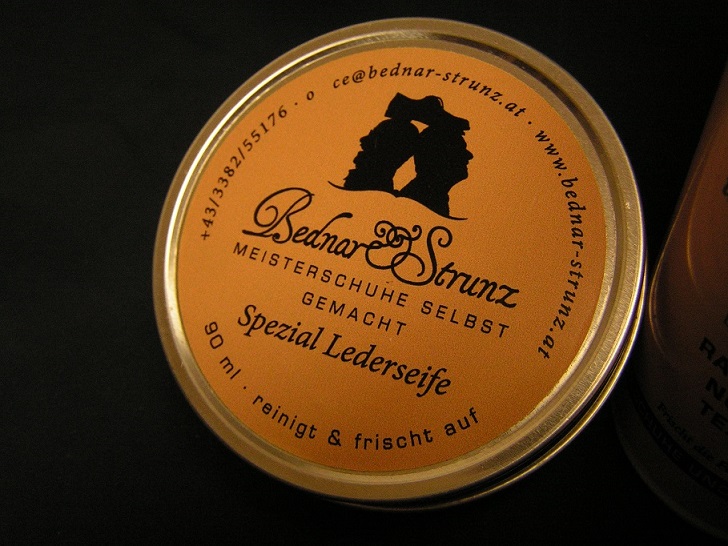 +43/3382/55176 · o
ce@bednar-strunz.at · www.bednar-strunz.at
Bednar & Strunz
MEISTERSCHUHE SELBST
GEMACHT
Spezial Lederseife
90 ml · reinigt & frischt auf